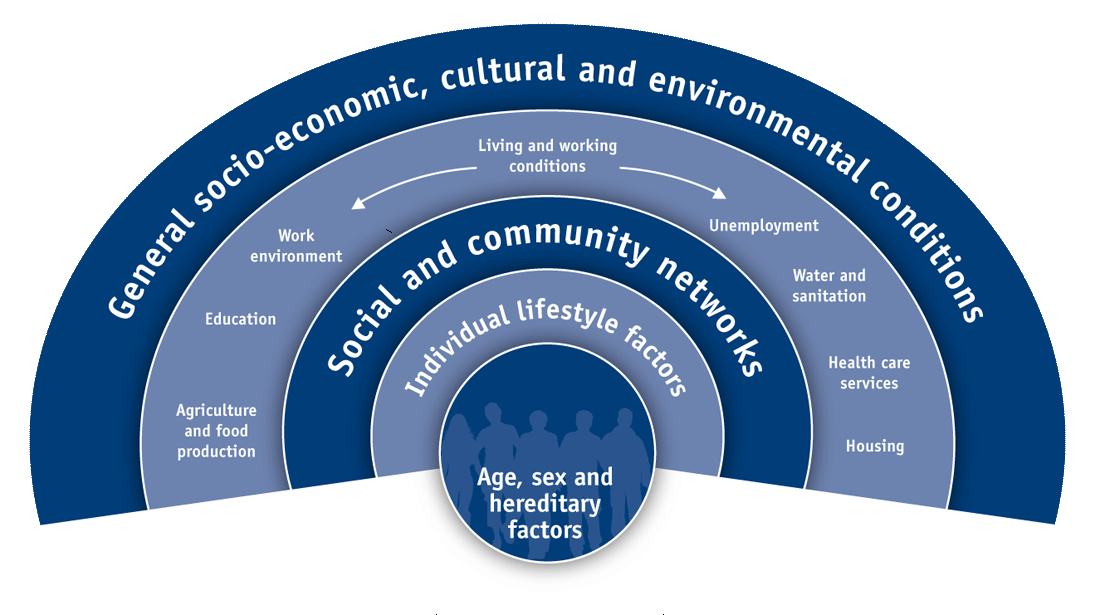 General socio-economic, cultural and environmental conditions
Living and working
conditions
Work
environment
Education
Agriculture
and food
production
Unemployment
Water and
sanitation
Health care
services
Housing
Social and community networks
Individual lifestyle factors
Age, sex and
hereditary
factors